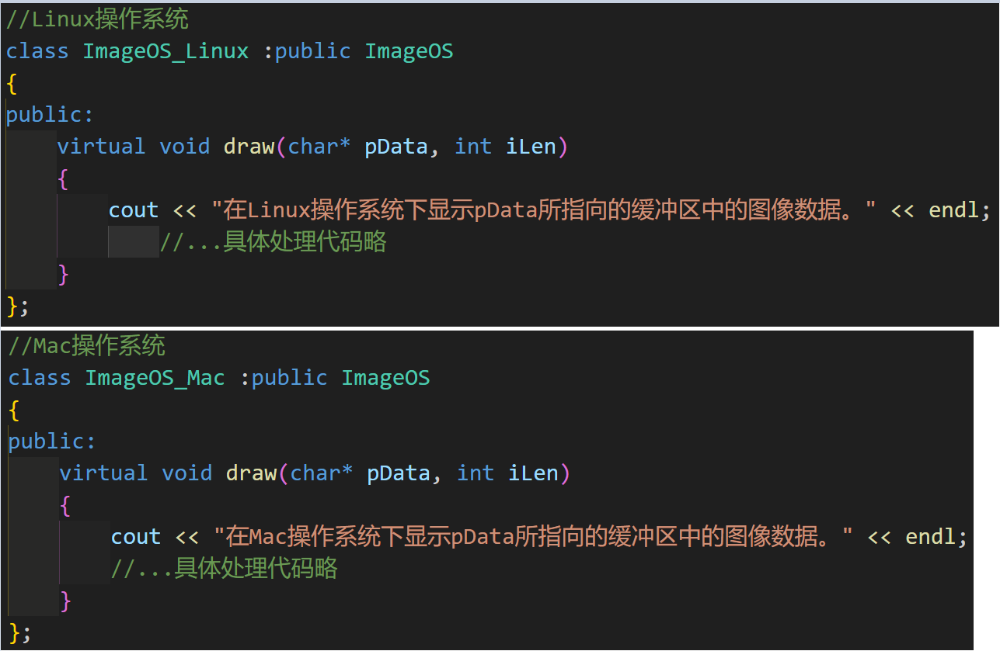 //Linux操作系统
class ImageOS_Linux :public ImageOS
{
public:
    virtual void draw(char* pData, int iLen)
    {
        cout << "在Linux操作系统下显示pData所指向的缓冲区中的图像数据。" << endl;
            //...具体处理代码略
    }
};
//Mac操作系统
class ImageOS_Mac :public ImageOS
{
public:
    virtual void draw(char* pData, int iLen)
    {
        cout << "在Mac操作系统下显示pData所指向的缓冲区中的图像数据。" << endl;
        //...具体处理代码略
    }
};